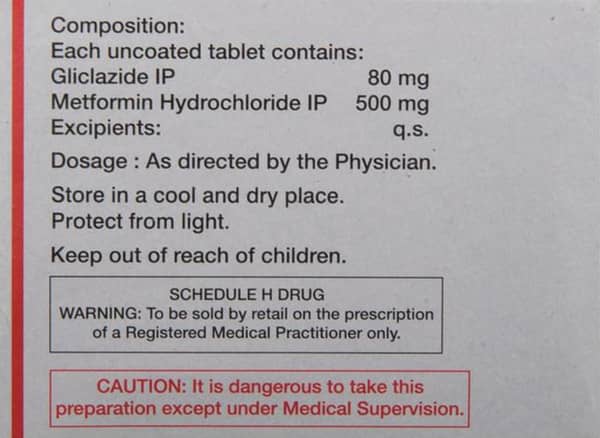 Composition:
Each uncoated tablet contains:
Gliclazide IP 80 mg
Metformin Hydrochloride IP 500 mg
Excipients: q.s.
Dosage : As directed by the Physician.
Store in a cool and dry place.
Protect from light.
Keep out of reach of children.
SCHEDULE H DRUG
WARNING: To be sold by retail on the prescription
of a Registered Medical Practitioner only.
CAUTION: It is dangerous to take this
preparation except under Medical Supervision.